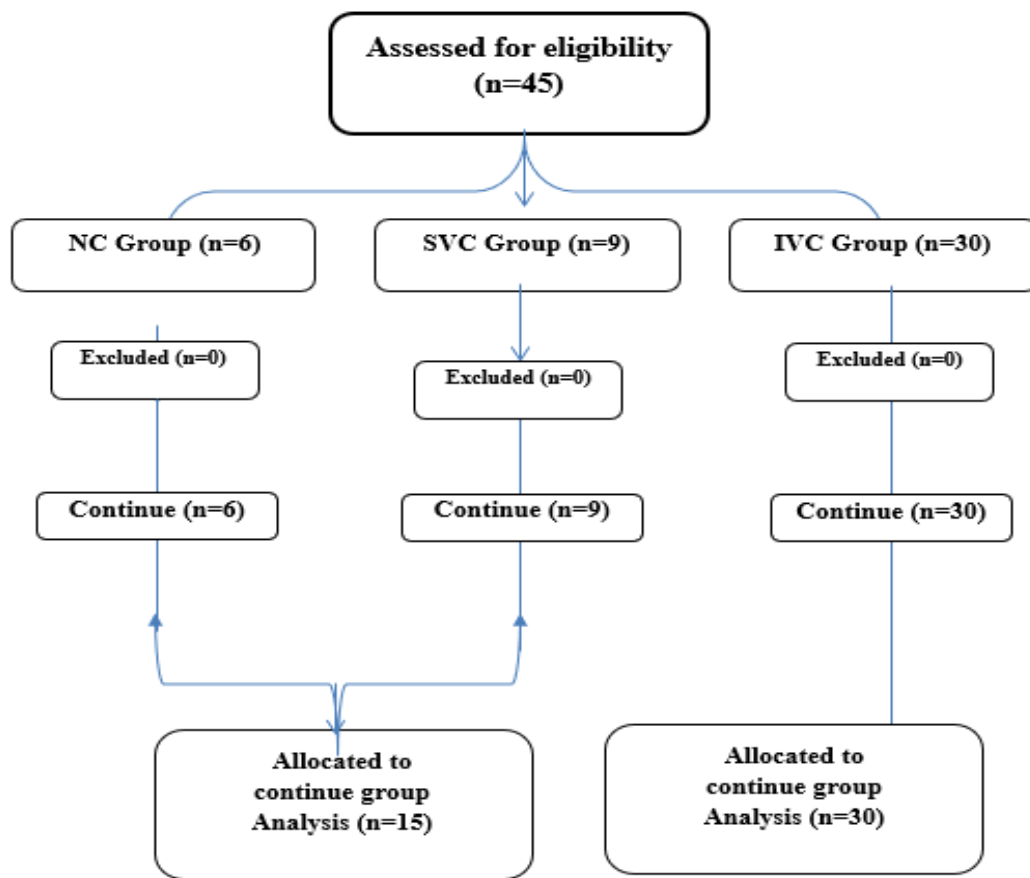 Assessed for eligibility
(n=45)
NC Group (n=6)
SVC Group (n=9)
IVC Group (n=30)
Excluded (n=0)
Excluded (n=0)
Excluded (n=0)
Continue (n=6)
Continue (n=9)
Continue (n=30)
Allocated to
continue group
Analysis (n=15)
Allocated to
continue group
Analysis (n=30)